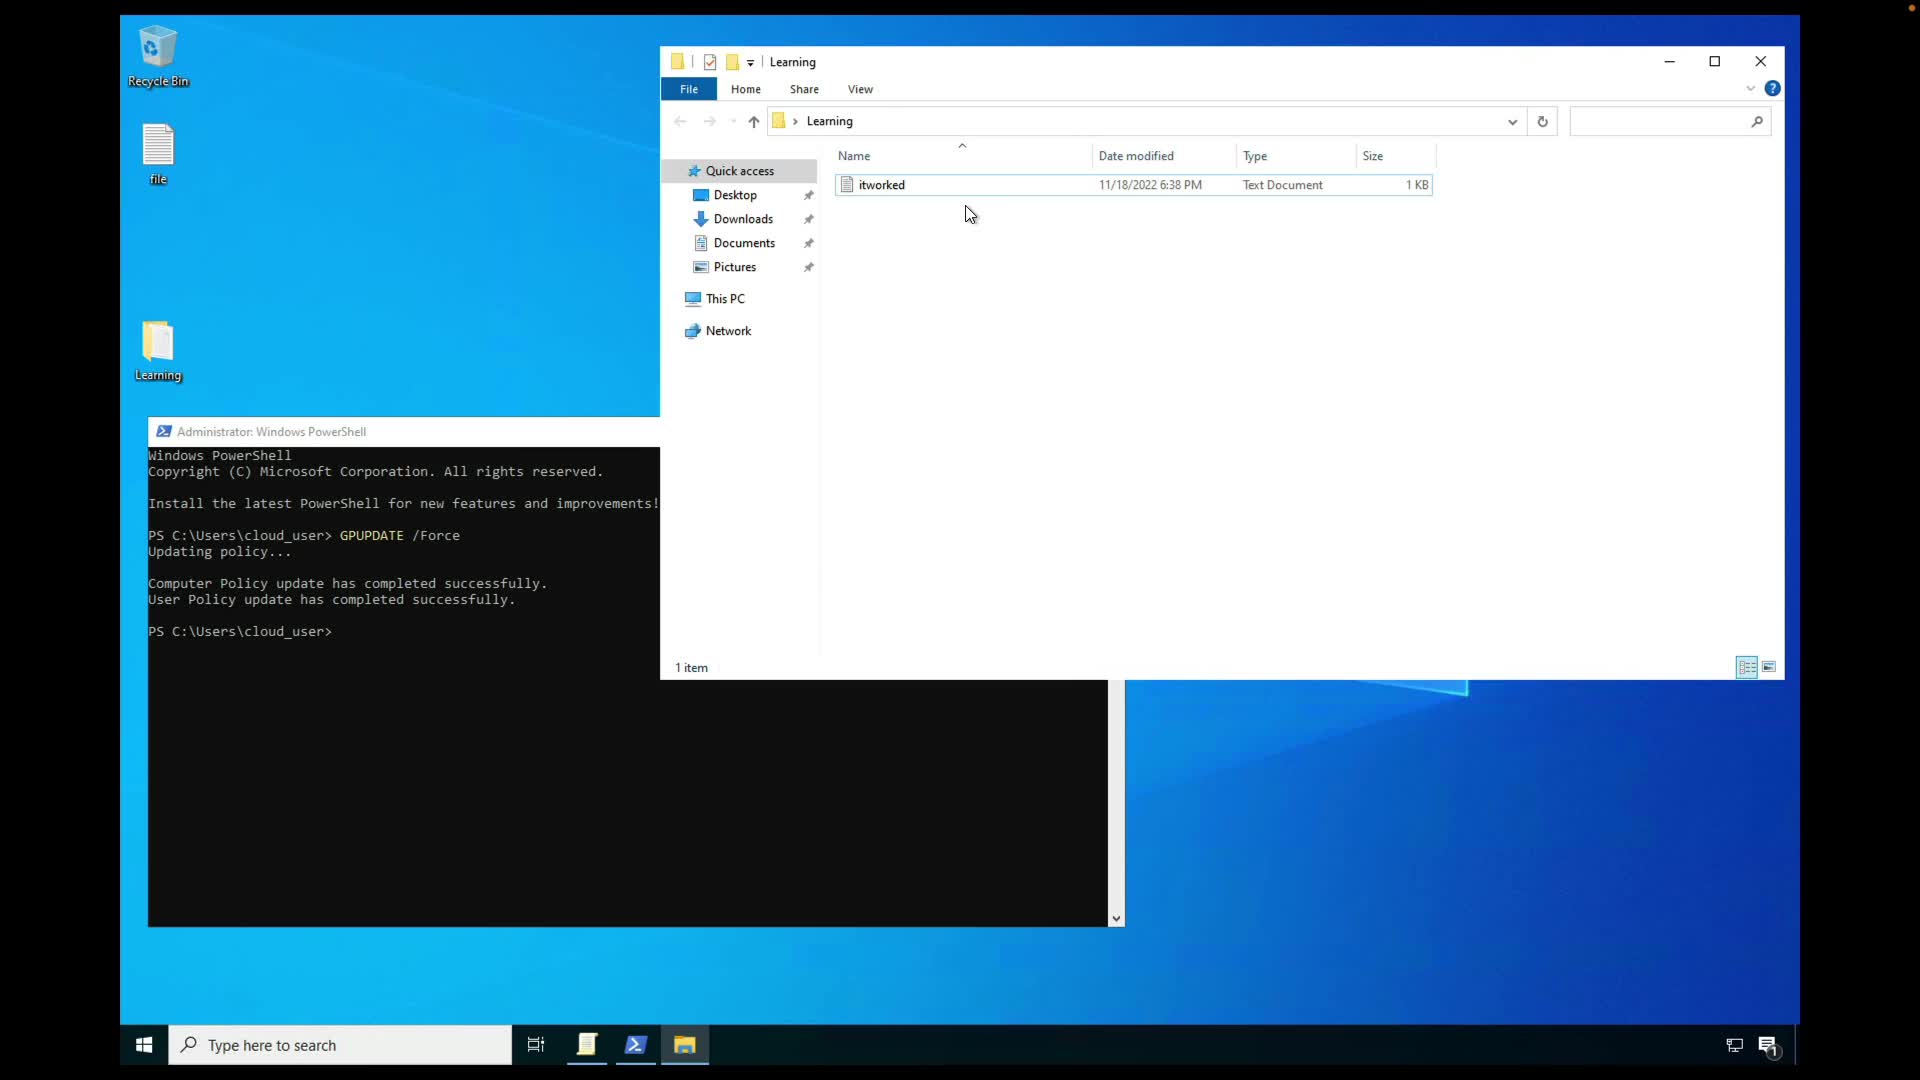 Recycle Bin
file
Learning
Learning
File
Home
Share
View
?
Learning
Quick access
Desktop
Downloads
Documents
Pictures
This PC
Network
Name
Date modified
Type
Size
itworked
11/18/2022 6:38 PM
Text Document
1 KB
1 item
Administrator: Windows PowerShell
Windows PowerShell
Copyright (C) Microsoft Corporation. All rights reserved.
Install the latest PowerShell for new features and improvements!
PS C:\Users\cloud_user> GPUPDATE /Force
Updating policy...
Computer Policy update has completed successfully.
User Policy update has completed successfully.
PS C:\Users\cloud_user>
Type here to search
1